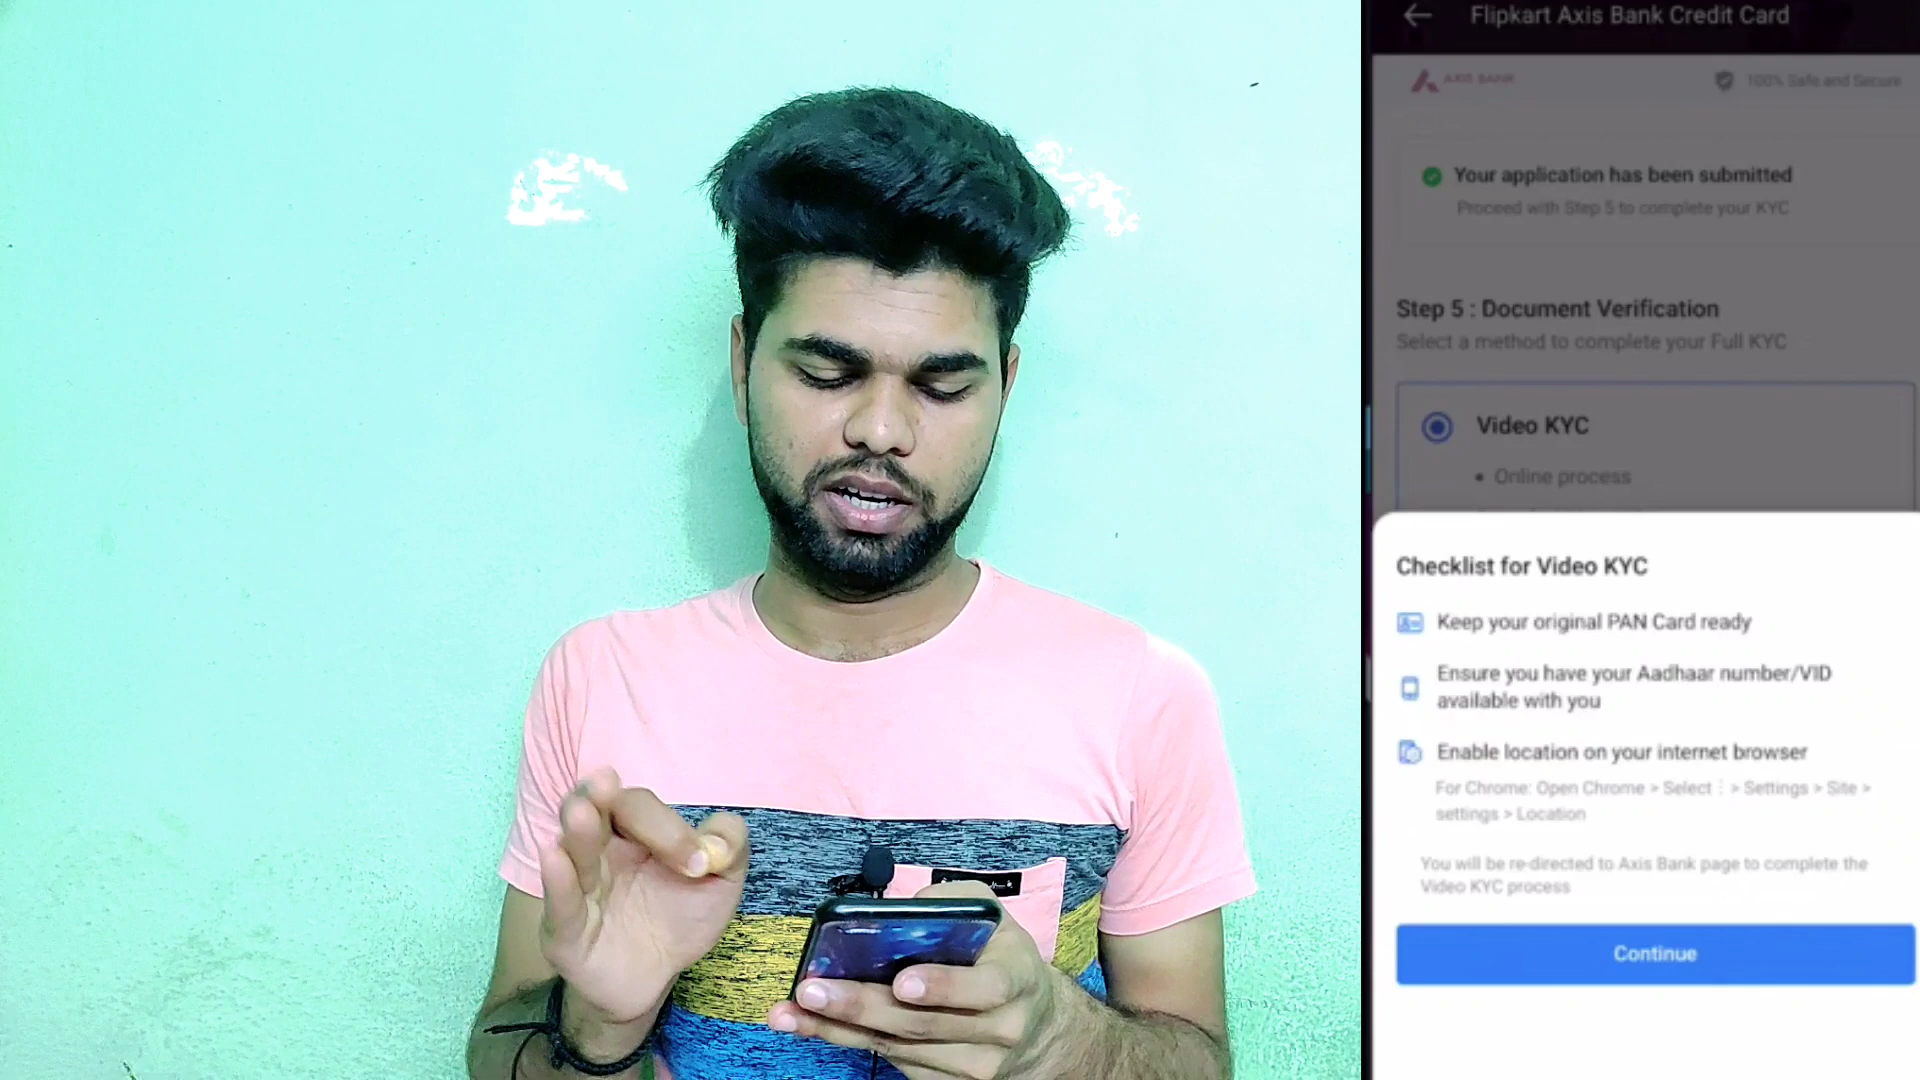 Flipkart Axis Bank Credit Card
AXIS BANK
100% Safe and Secure
Your application has been submitted
Proceed with Step 5 to complete your KYC
Step 5 : Document Verification
Select a method to complete your Full KYC
Video KYC
• Online process
Checklist for Video KYC
Keep your original PAN Card ready
Ensure you have your Aadhaar number/VID
available with you
Enable location on your internet browser
For Chrome: Open Chrome > Select ⋮ > Settings > Site >
settings > Location
You will be re-directed to Axis Bank page to complete the
Video KYC process
Continue